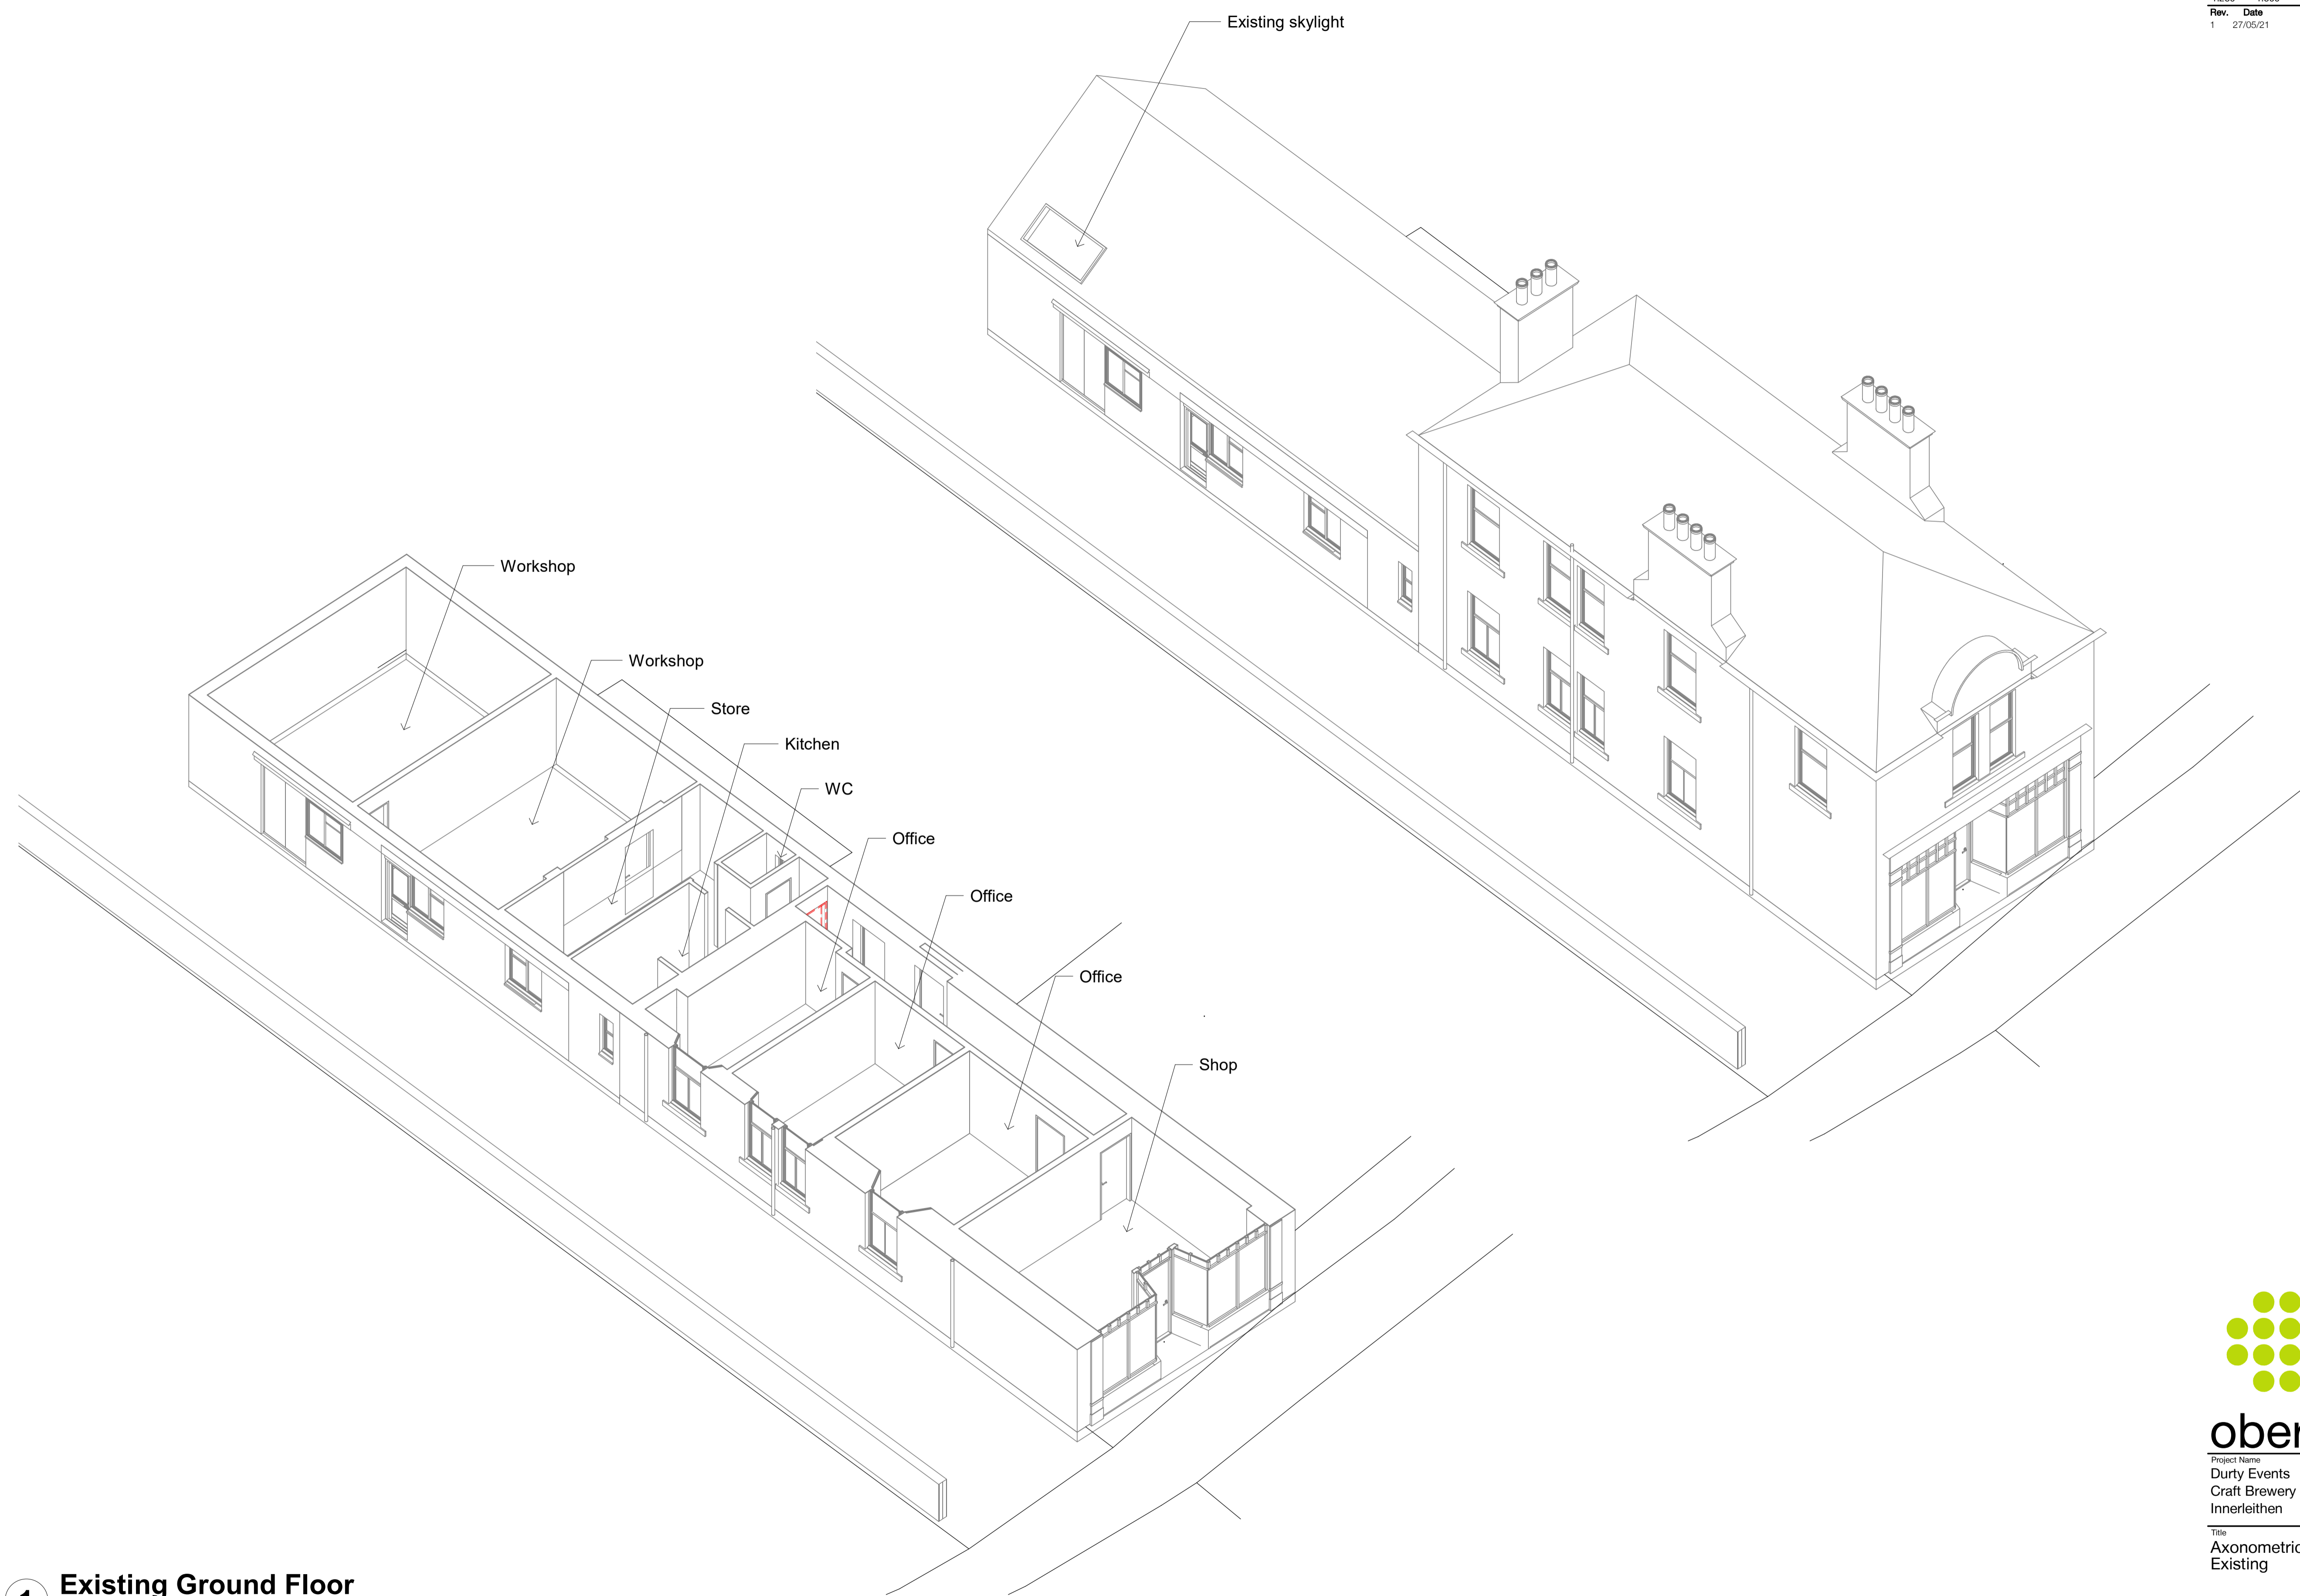 Existing skylight
Rev. Date
1 27/05/21
Workshop
Workshop
Store
Kitchen
WC
Office
Office
Office
Shop
ober
Project Name
Durty Events
Craft Brewery
Innerleithen
Title
Axonometric
Existing
1 Existing Ground Floor